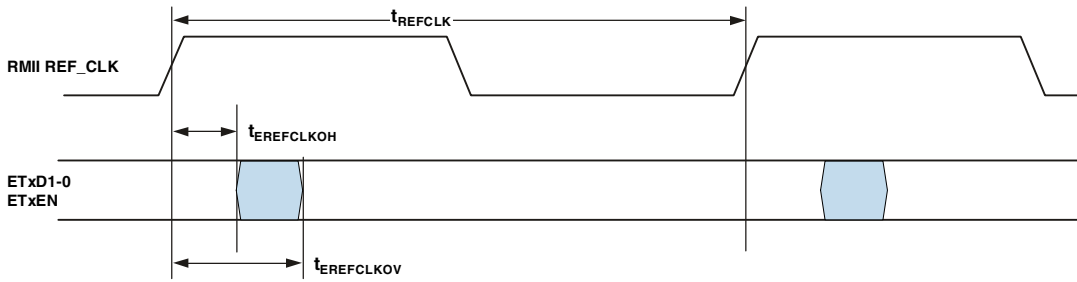 tREFCLK
RMII REF_CLK
tEREFCLKOH
ETxD1-0
ETxEN
tEREFCLKOV